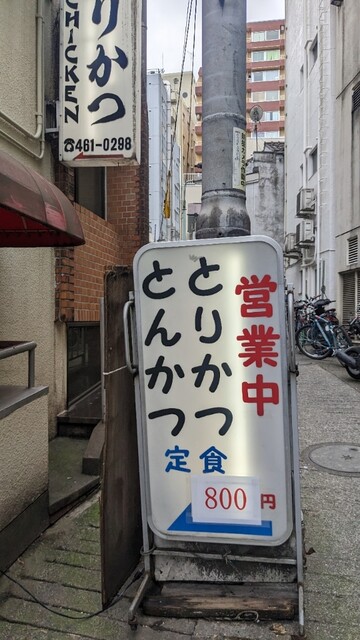 りかつ
CHICKEN
☎461-0298
営業中
とりかつ
とんかつ
定食
800円